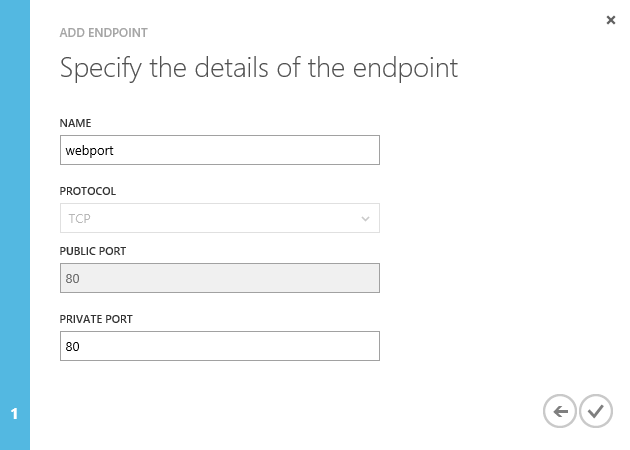 ADD ENDPOINT
Specify the details of the endpoint
NAME
webport
PROTOCOL
TCP
PUBLIC PORT
80
PRIVATE PORT
80
1